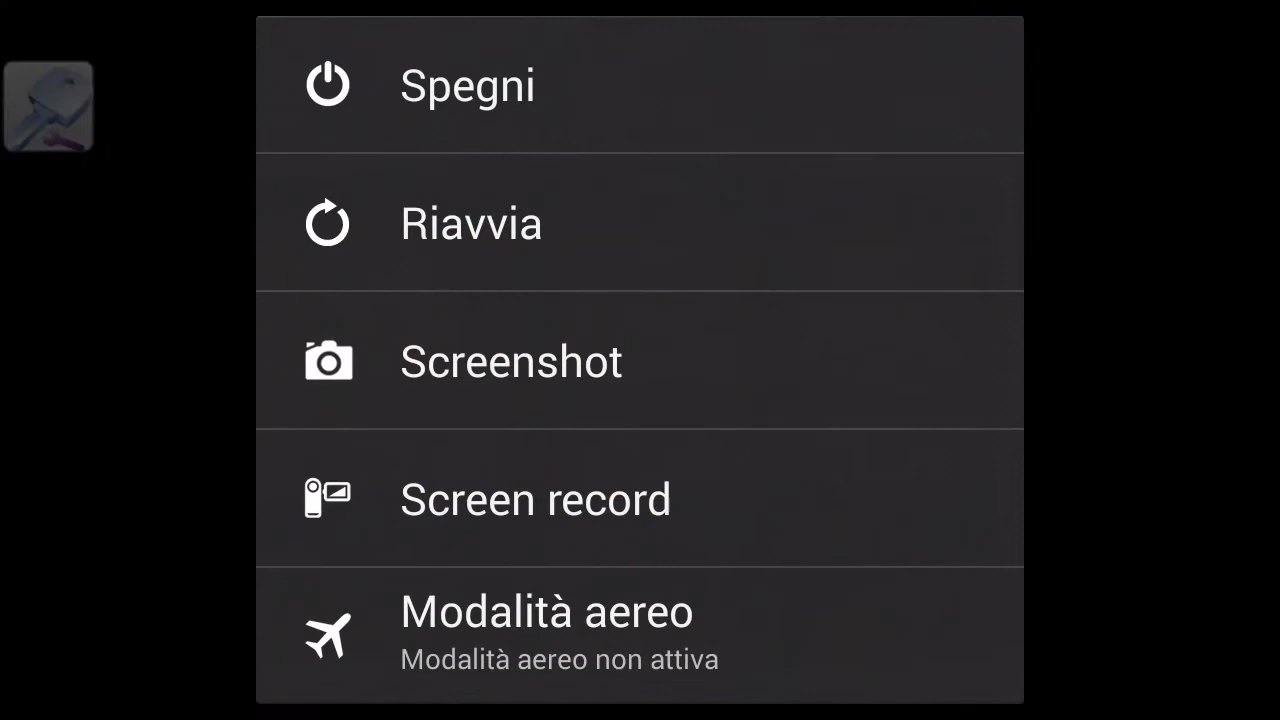 Spegni
Riavvia
Screenshot
Screen record
Modalità aereo
Modalità aereo non attiva